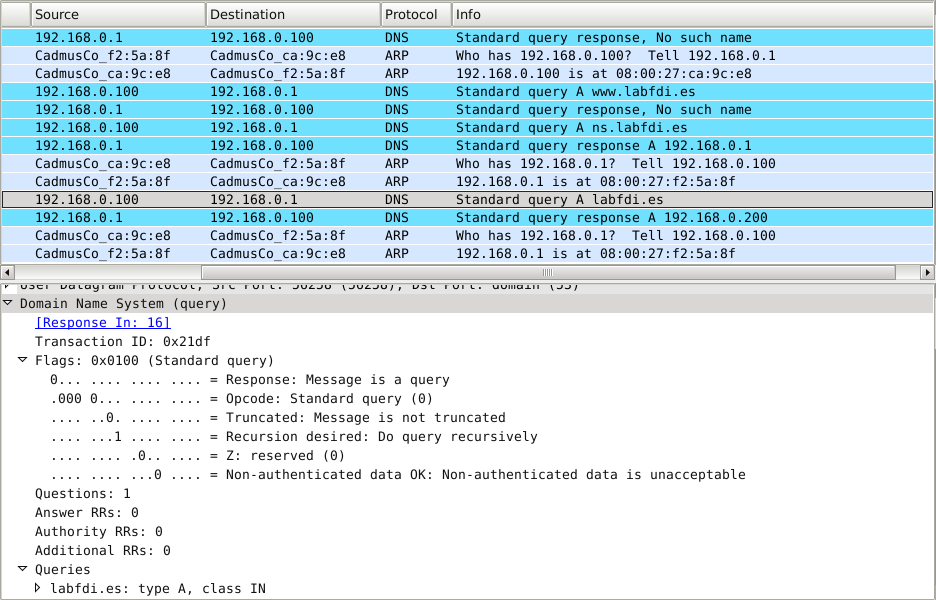 Source Destination Protocol Info
192.168.0.1 192.168.0.100 DNS Standard query response, No such name
CadmusCo_f2:5a:8f CadmusCo_ca:9c:e8 ARP Who has 192.168.0.100?  Tell 192.168.0.1
CadmusCo_ca:9c:e8 CadmusCo_f2:5a:8f ARP 192.168.0.100 is at 08:00:27:ca:9c:e8
192.168.0.100 192.168.0.1 DNS Standard query A www.labfdi.es
192.168.0.1 192.168.0.100 DNS Standard query response, No such name
192.168.0.100 192.168.0.1 DNS Standard query A ns.labfdi.es
192.168.0.1 192.168.0.100 DNS Standard query response A 192.168.0.1
CadmusCo_ca:9c:e8 CadmusCo_f2:5a:8f ARP Who has 192.168.0.1?  Tell 192.168.0.100
CadmusCo_f2:5a:8f CadmusCo_ca:9c:e8 ARP 192.168.0.1 is at 08:00:27:f2:5a:8f
192.168.0.100 192.168.0.1 DNS Standard query A labfdi.es
192.168.0.1 192.168.0.100 DNS Standard query response A 192.168.0.200
CadmusCo_ca:9c:e8 CadmusCo_f2:5a:8f ARP Who has 192.168.0.1?  Tell 192.168.0.100
CadmusCo_f2:5a:8f CadmusCo_ca:9c:e8 ARP 192.168.0.1 is at 08:00:27:f2:5a:8f
User Datagram Protocol, Src Port: Dst Port: domain (53)
Domain Name System (query)
[Response In: 16]
Transaction ID: 0x21df
Flags: 0x0100 (Standard query)
0... .... .... .... = Response: Message is a query
.000 0... .... .... = Opcode: Standard query (0)
.... ..0. .... .... = Truncated: Message is not truncated
.... ...1 .... .... = Recursion desired: Do query recursively
.... .... .0.. .... = Z: reserved (0)
.... .... ...0 .... = Non-authenticated data OK: Non-authenticated data is unacceptable
Questions: 1
Answer RRs: 0
Authority RRs: 0
Additional RRs: 0
Queries
labfdi.es: type A, class IN